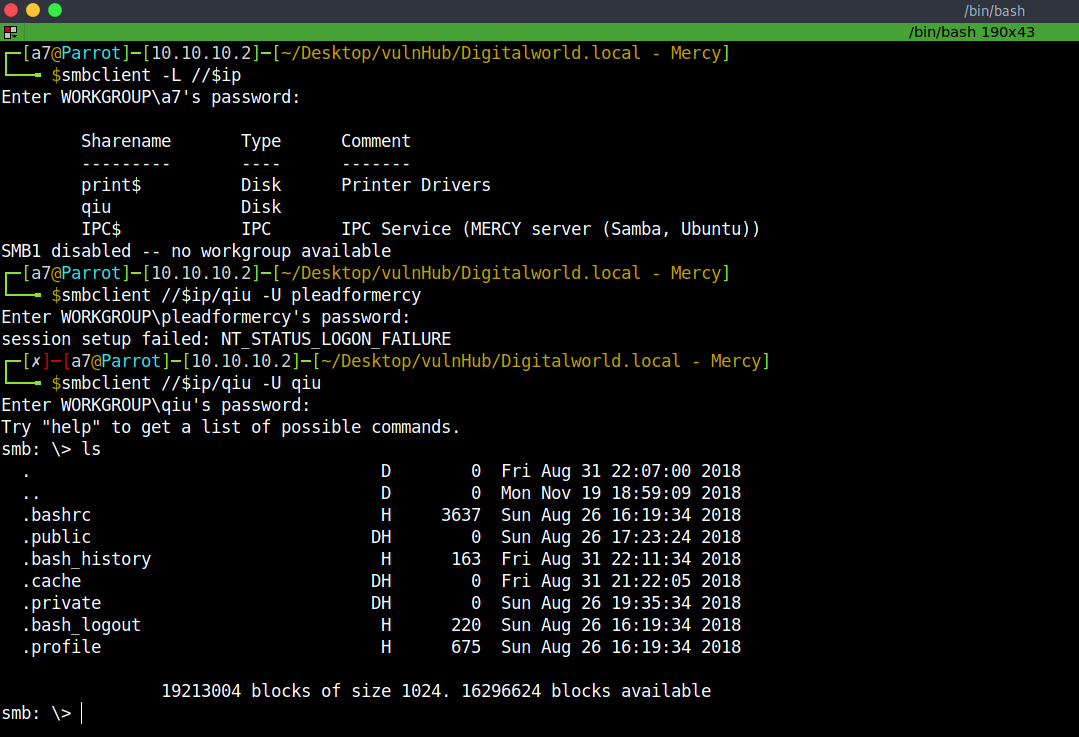 /bin/bash
/bin/bash 190x43
┌─[a7@Parrot]─[10.10.10.2]─[~/Desktop/vulnHub/Digitalworld.local - Mercy]
└──╼ $smbclient -L //$ip
Enter WORKGROUP\a7's password:
Sharename       Type      Comment
---------       ----      -------
print$          Disk      Printer Drivers
qiu             Disk
IPC$            IPC       IPC Service (MERCY server (Samba, Ubuntu))
SMB1 disabled -- no workgroup available
┌─[a7@Parrot]─[10.10.10.2]─[~/Desktop/vulnHub/Digitalworld.local - Mercy]
└──╼ $smbclient //$ip/qiu -U pleadformercy
Enter WORKGROUP\pleadformercy's password:
session setup failed: NT_STATUS_LOGON_FAILURE
┌─[✗]─[a7@Parrot]─[10.10.10.2]─[~/Desktop/vulnHub/Digitalworld.local - Mercy]
└──╼ $smbclient //$ip/qiu -U qiu
Enter WORKGROUP\qiu's password:
Try "help" to get a list of possible commands.
smb: \> ls
  .                                   D        0  Fri Aug 31 22:07:00 2018
  ..                                  D        0  Mon Nov 19 18:59:09 2018
  .bashrc                             H     3637  Sun Aug 26 16:19:34 2018
  .public                            DH        0  Sun Aug 26 17:23:24 2018
  .bash_history                       H      163  Fri Aug 31 22:11:34 2018
  .cache                             DH        0  Fri Aug 31 21:22:05 2018
  .private                           DH        0  Sun Aug 26 19:35:34 2018
  .bash_logout                        H      220  Sun Aug 26 16:19:34 2018
  .profile                            H      675  Sun Aug 26 16:19:34 2018
19213004 blocks of size 1024. 16296624 blocks available
smb: \>